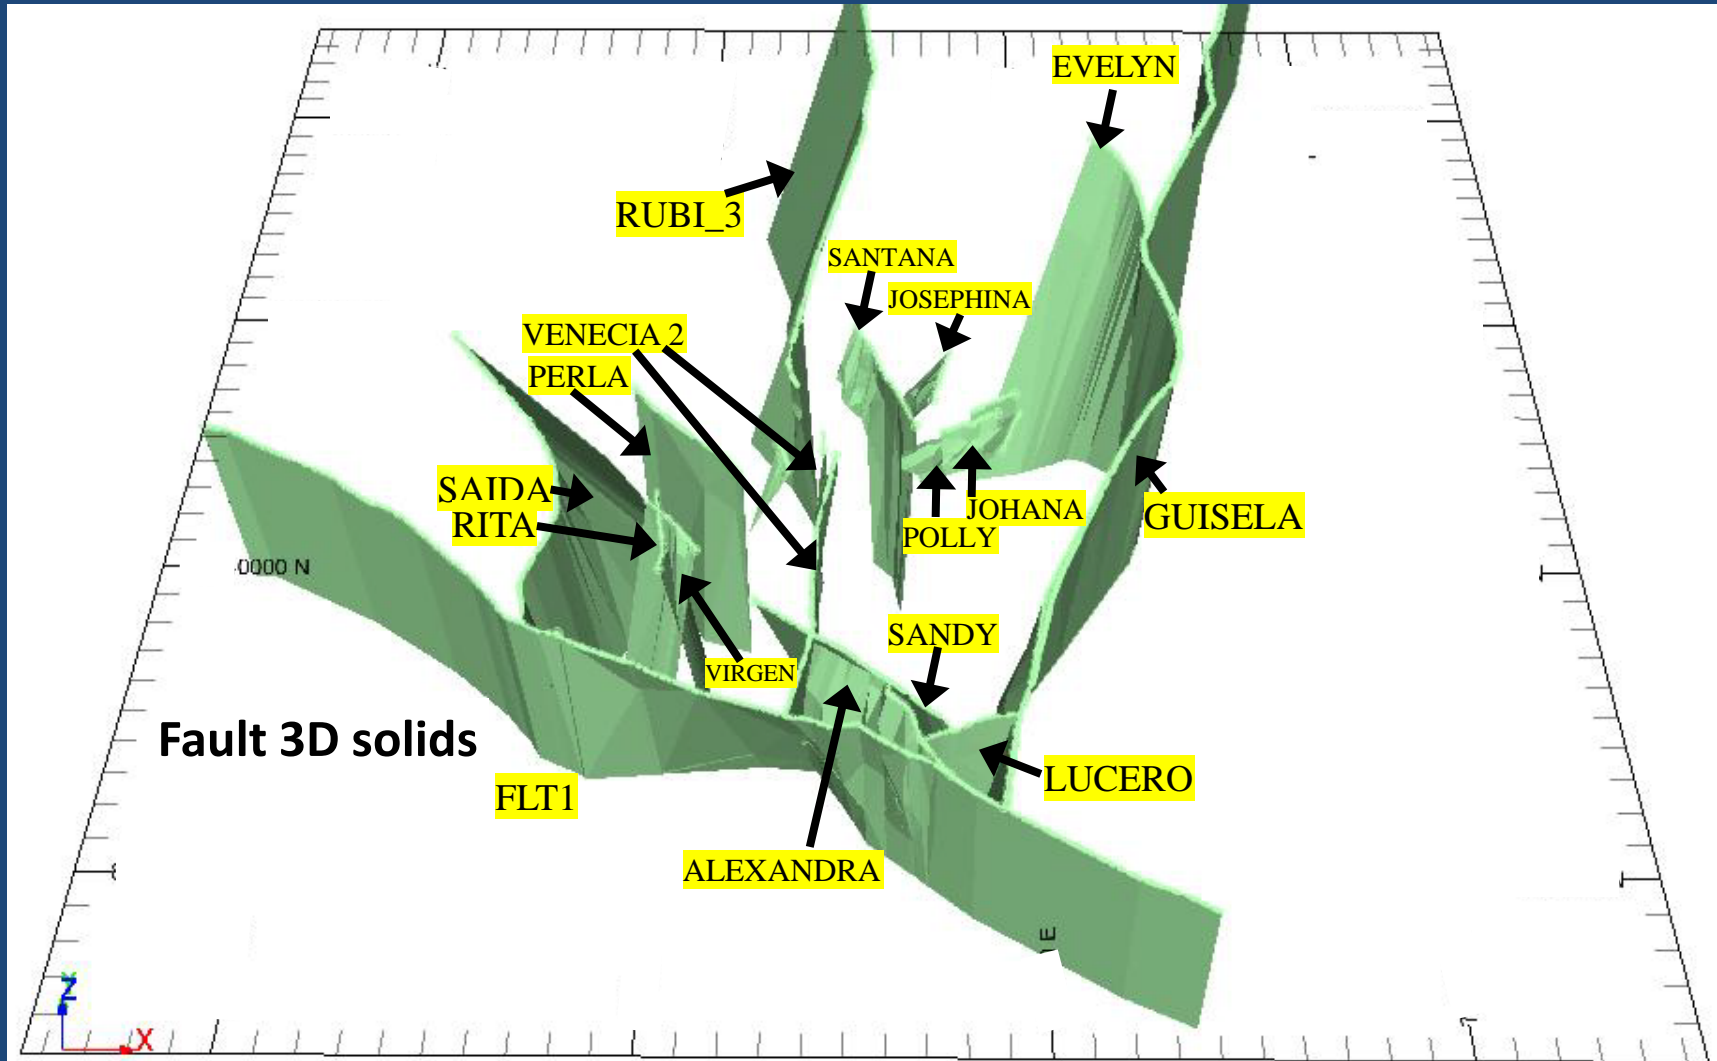 EVELYN
RUBI_3
SANTANA
JOSEPHINA
VENECIA 2
PERLA
SAIDA
RITA
JOHANA
POLLY
GUISELA
0000 N
SANDY
VIRGEN
Fault 3D solids
FLT1
LUCERO
ALEXANDRA
E
Z
X